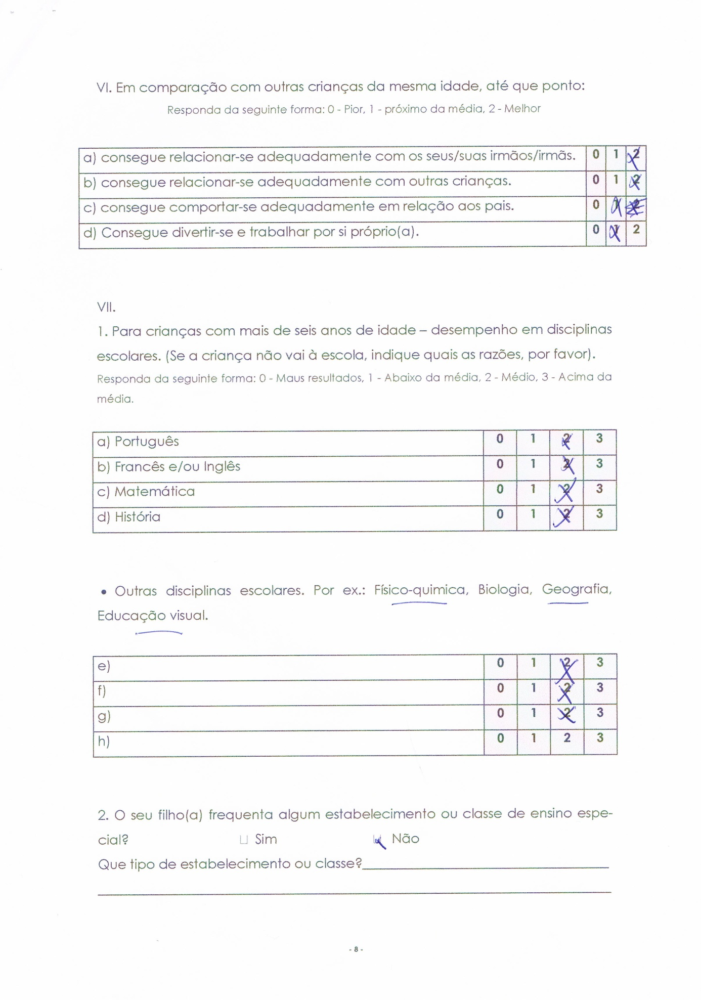 VI. Em comparação com outras crianças da mesma idade, até que ponto:
Responda da seguinte forma: 0 - Pior, 1 - próximo da média, 2 - Melhor
a) consegue relacionar-se adequadamente com os seus/suas irmãos/irmãs. 0 1 2
b) consegue relacionar-se adequadamente com outras crianças. 0 1 2
c) consegue comportar-se adequadamente em relação aos pais. 0 1 2
d) Consegue divertir-se e trabalhar por si próprio(a). 0 1 2
VII.
1. Para crianças com mais de seis anos de idade – desempenho em disciplinas
escolares. (Se a criança não vai à escola, indique quais as razões, por favor).
Responda da seguinte forma: 0 - Maus resultados, 1 - Abaixo da média, 2 - Médio, 3 - Acima da
média.
a) Português 0 1 2 3
b) Francês e/ou Inglês 0 1 2 3
c) Matemática 0 1 2 3
d) História 0 1 2 3
• Outras disciplinas escolares. Por ex.: Físico-quimica, Biologia, Geografia,
Educação visual.
e) 0 1 2 3
f) 0 1 2 3
g) 0 1 2 3
h) 0 1 2 3
2. O seu filho(a) frequenta algum estabelecimento ou classe de ensino espe-
cial? Sim Não
Que tipo de estabelecimento ou classe?
- 8 -